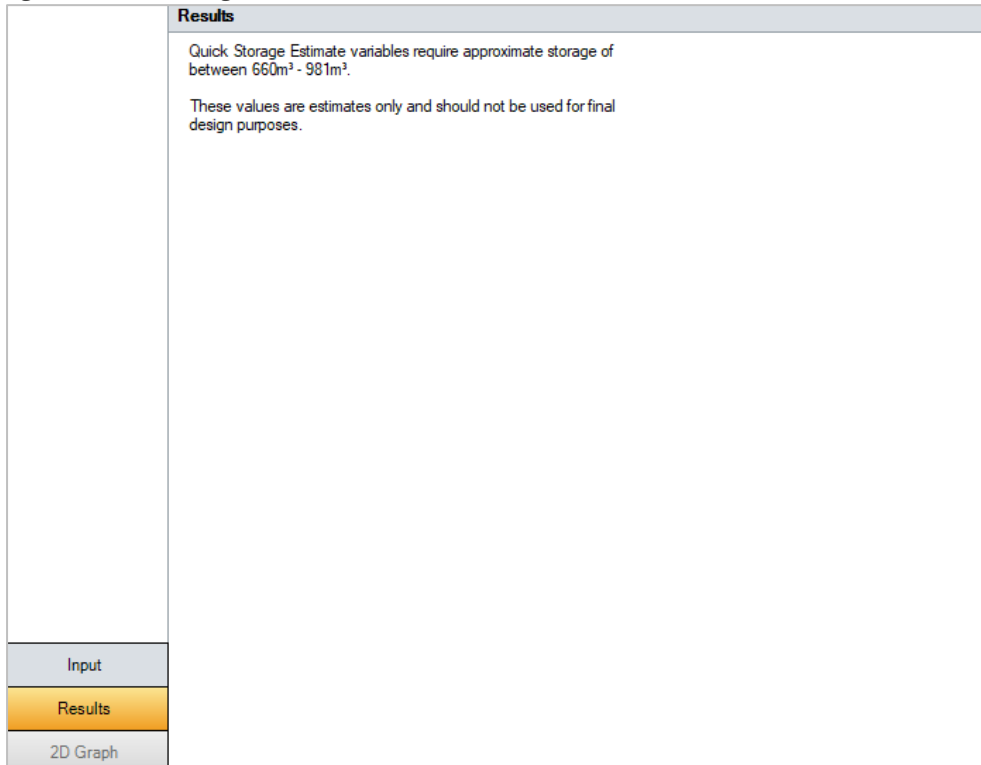 Results
Quick Storage Estimate variables require approximate storage of
between 660m³ - 981m³.
These values are estimates only and should not be used for final
design purposes.
Input
Results
2D Graph